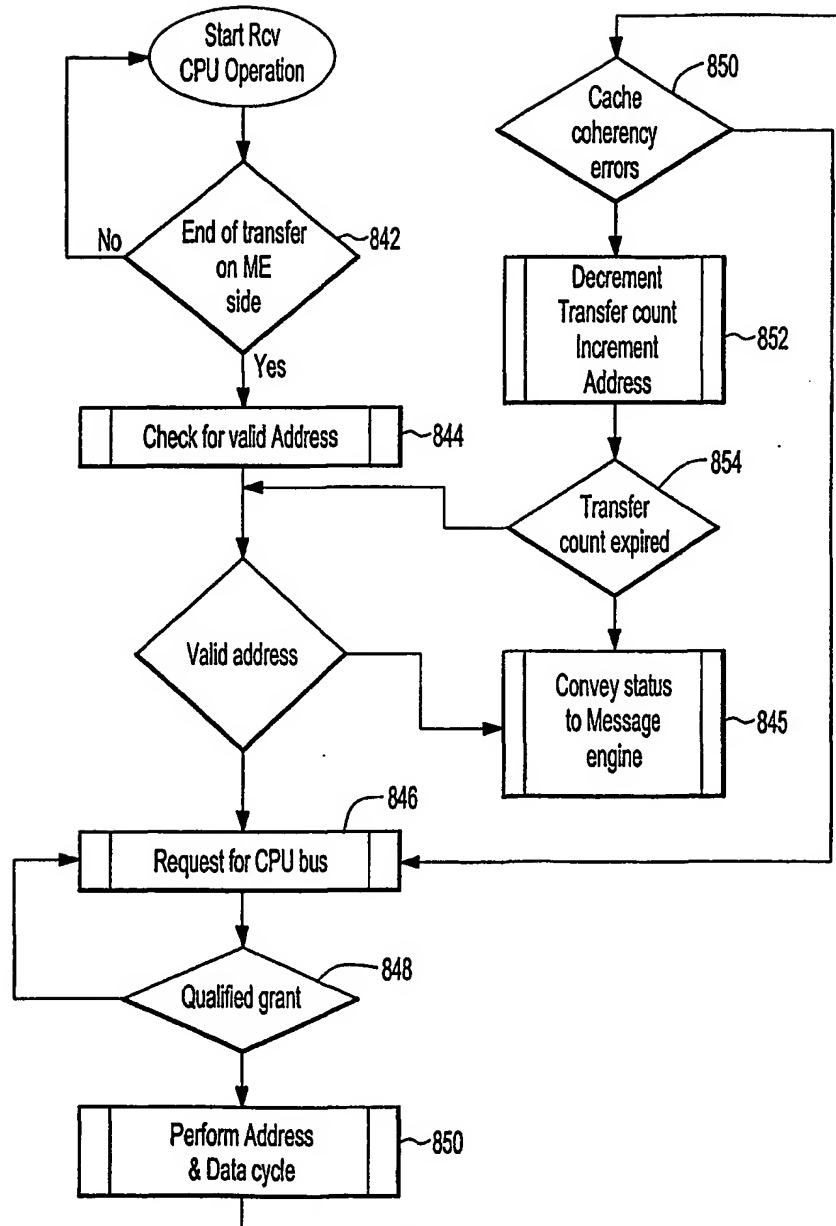 Start Rcv
CPU Operation
No
End of transfer
on ME
side
842
Yes
Check for valid Address
844
Valid address
846
Request for CPU bus
848
Qualified grant
Perform Address
& Data cycle
850
850
Cache
coherency
errors
Decrement
Transfer count
Increment
Address
852
854
Transfer
count expired
Convey status
to Message
engine
845